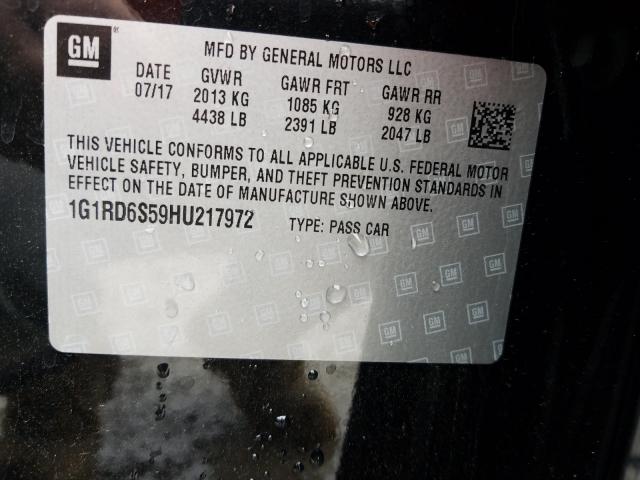 GM
MFD BY GENERAL MOTORS LLC
DATE GVWR GAWR FRT GAWR RR
07/17 2013 KG 1085 KG 928 KG
4438 LB 2391 LB 2047 LB
THIS VEHICLE CONFORMS TO ALL APPLICABLE U.S. FEDERAL MOTOR
VEHICLE SAFETY, BUMPER, AND THEFT PREVENTION STANDARDS IN
EFFECT ON THE DATE OF MANUFACTURE SHOWN ABOVE.
1G1RD6S59HU217972 TYPE: PASS CAR